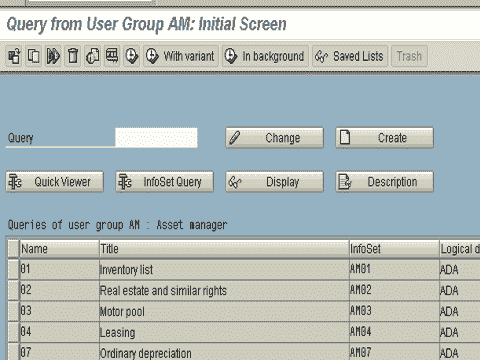 Query from User Group AM: Initial Screen
With variant In background Saved Lists Trash
Query Change Create
Quick Viewer InfoSet Query Display Description
Queries of user group AM : Asset manager
Name Title InfoSet Logical d
01 Inventory list AM01 ADA
02 Real estate and similar rights AM02 ADA
03 Motor pool AM03 ADA
04 Leasing AM04 ADA
07 Ordinary depreciation AM07 ADA